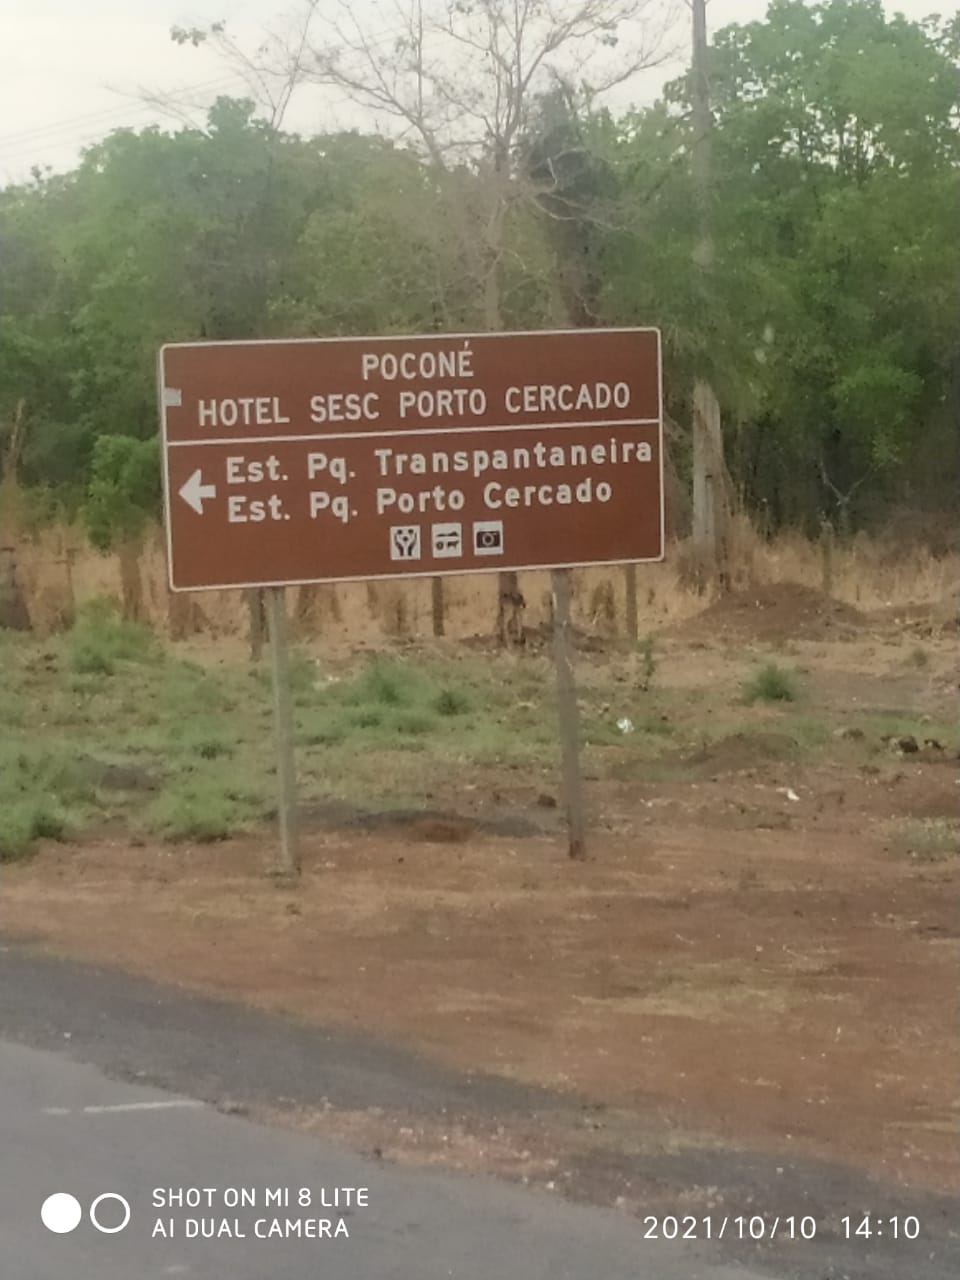 POCONÉ
HOTEL SESC PORTO CERCADO
Est. Pq. Transpantaneira
Est. Pq. Porto Cercado
SHOT ON MI 8 LITE
AI DUAL CAMERA
2021/10/10 14:10